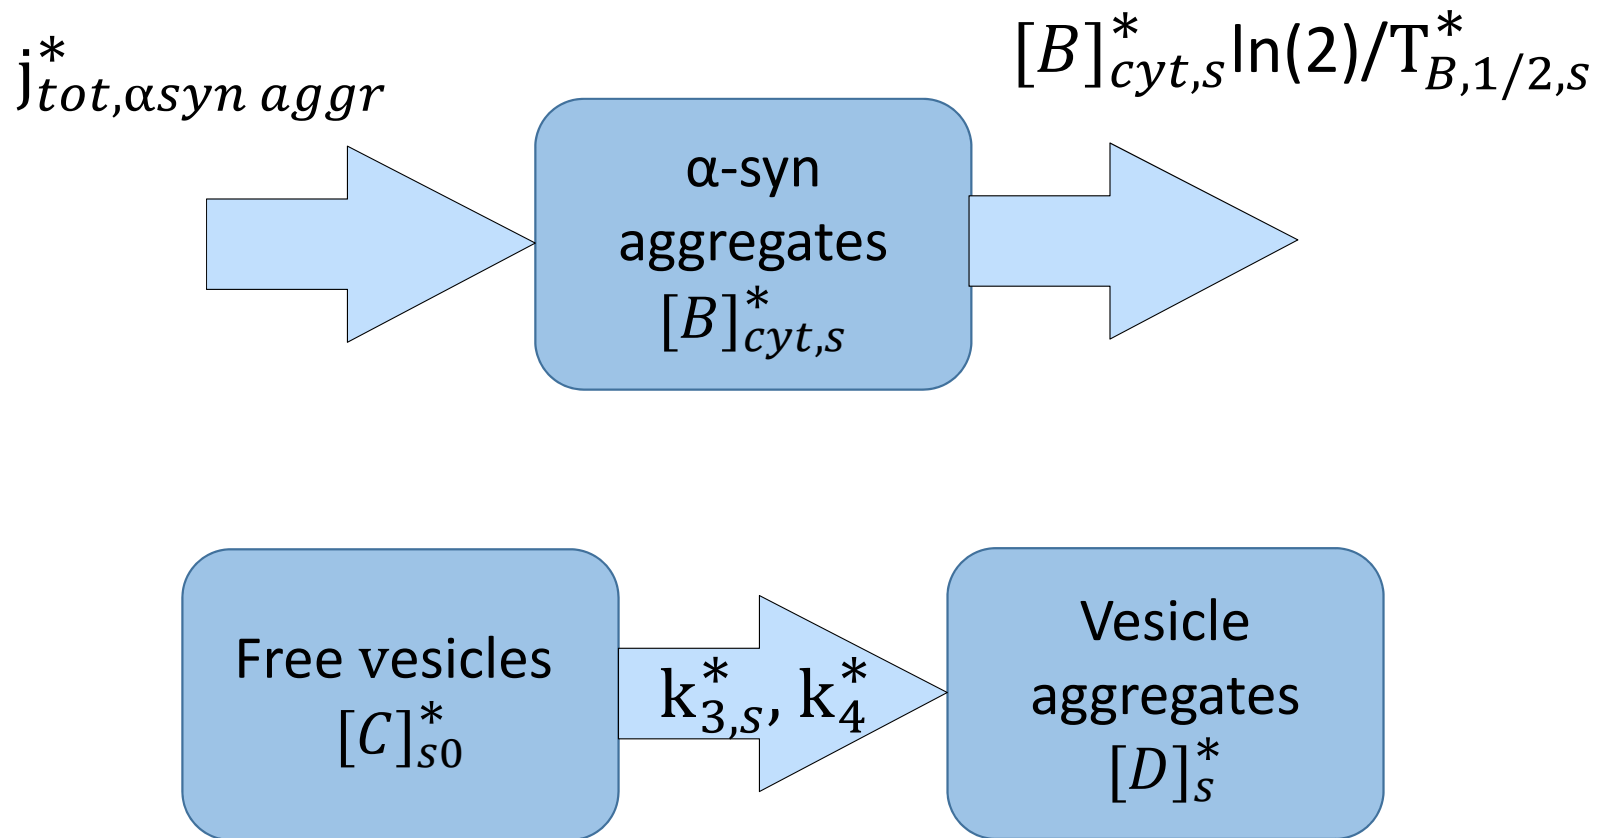 j*tot,αsyn aggr
[B]*cyt,s ln(2)/T*B,1/2,s
α-syn
aggregates
[B]*cyt,s
Free vesicles
[C]*s0
k*3,s, k*4
Vesicle
aggregates
[D]*s